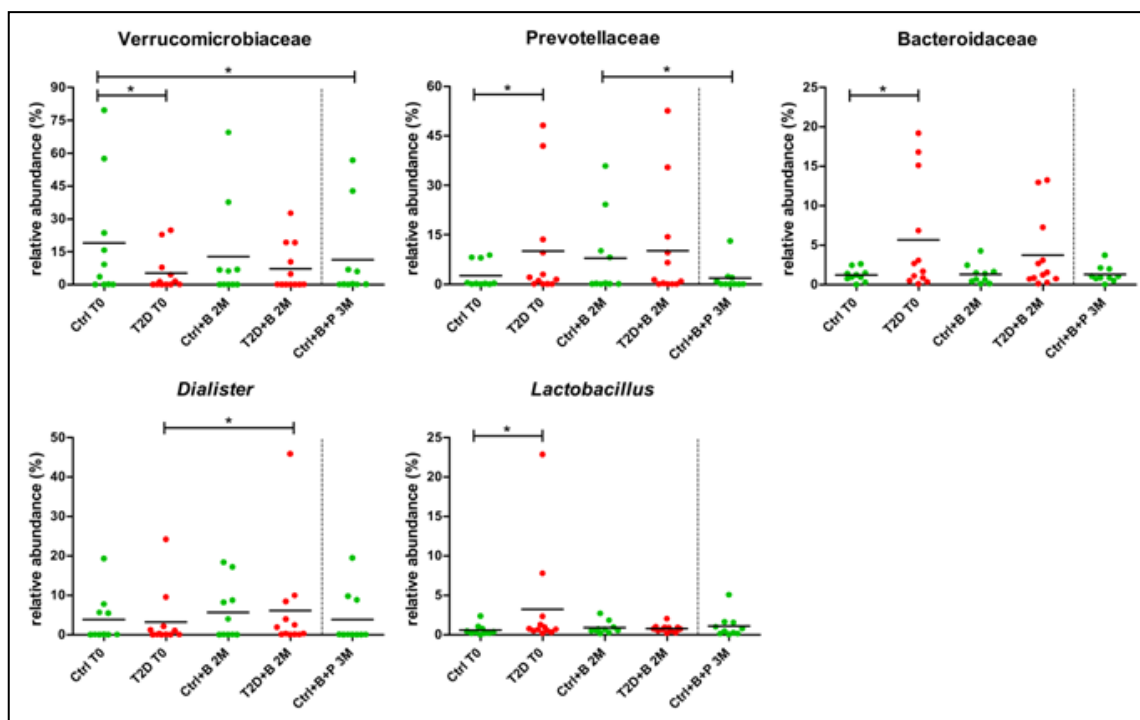 Verrucomicrobiaceae
*
*
relative abundance (%)
90
75
60
45
30
15
0
Ctrl T0
T2D T0
Ctrl+B 2M
T2D+B 2M
Ctrl+B+P 3M
Prevotellaceae
*
*
relative abundance (%)
60
45
30
15
0
Ctrl T0
T2D T0
Ctrl+B 2M
T2D+B 2M
Ctrl+B+P 3M
Bacteroidaceae
*
relative abundance (%)
25
20
15
10
5
0
Ctrl T0
T2D T0
Ctrl+B 2M
T2D+B 2M
Ctrl+B+P 3M
Dialister
*
relative abundance (%)
50
40
30
20
10
0
Ctrl T0
T2D T0
Ctrl+B 2M
T2D+B 2M
Ctrl+B+P 3M
Lactobacillus
*
relative abundance (%)
25
20
15
10
5
0
Ctrl T0
T2D T0
Ctrl+B 2M
T2D+B 2M
Ctrl+B+P 3M